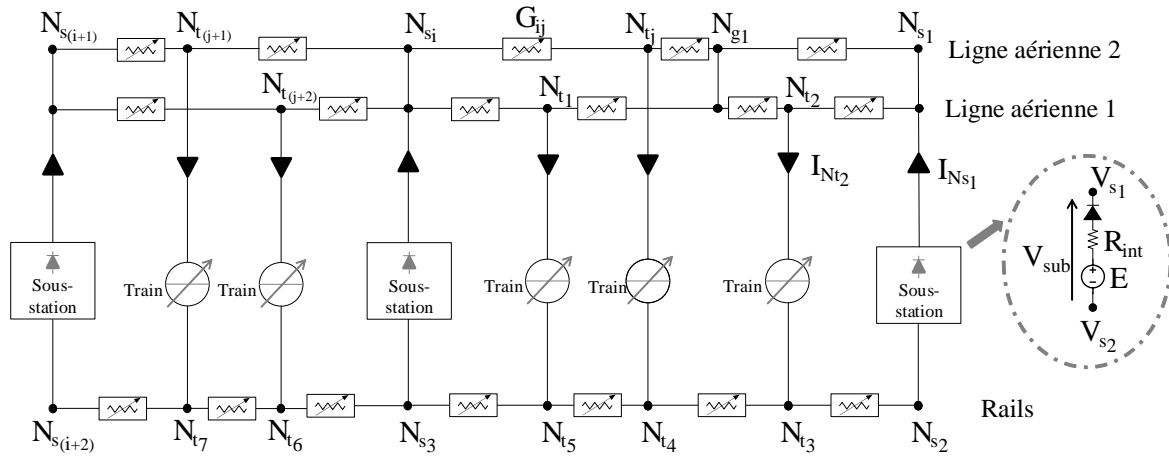 N_s(i+1) N_t(j+1) N_si G_ij N_tj N_g1 N_s1 Ligne aérienne 2
N_t(j+2) N_t1 N_t2 Ligne aérienne 1
I_Nt2 I_Ns1
V_s1
R_int
V_sub
E
V_s2
Sous-
station
Train
Train
Sous-
station
Train
Train
Train
Sous-
station
N_s(i+2) N_t7 N_t6 N_s3 N_t5 N_t4 N_t3 N_s2 Rails